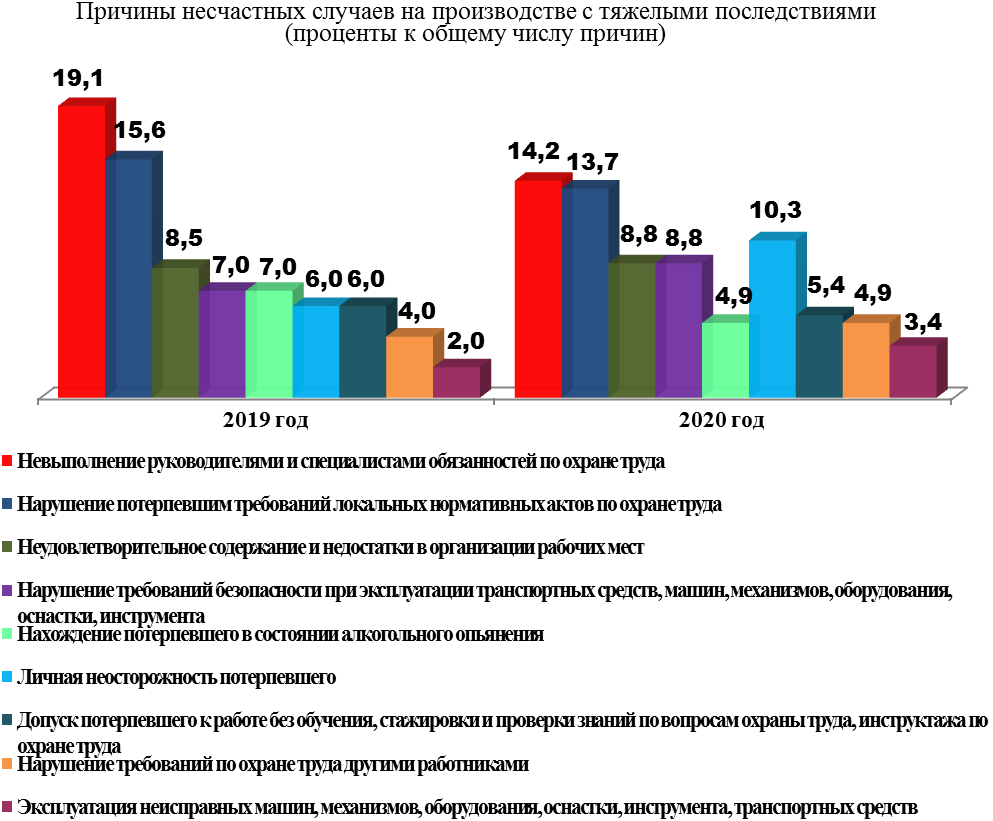 Причины несчастных случаев на производстве с тяжелыми последствиями
(проценты к общему числу причин)
19,1
15,6
8,5
7,0
7,0
6,0
6,0
4,0
2,0
14,2
13,7
8,8
8,8
4,9
10,3
5,4
4,9
3,4
2019 год
2020 год
Невыполнение руководителями и специалистами обязанностей по охране труда
Нарушение потерпевшим требований локальных нормативных актов по охране труда
Неудовлетворительное содержание и недостатки в организации рабочих мест
Нарушение требований безопасности при эксплуатации транспортных средств, машин, механизмов, оборудования,
оснастки, инструмента
Нахождение потерпевшего в состоянии алкогольного опьянения
Личная неосторожность потерпевшего
Допуск потерпевшего к работе без обучения, стажировки и проверки знаний по вопросам охраны труда, инструктажа по
охране труда
Нарушение требований по охране труда другими работниками
Эксплуатация неисправных машин, механизмов, оборудования, оснастки, инструмента, транспортных средств